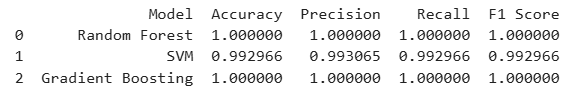 Model Accuracy Precision Recall F1 Score
0 Random Forest 1.000000 1.000000 1.000000 1.000000
1 SVM 0.992966 0.993065 0.992966 0.992966
2 Gradient Boosting 1.000000 1.000000 1.000000 1.000000